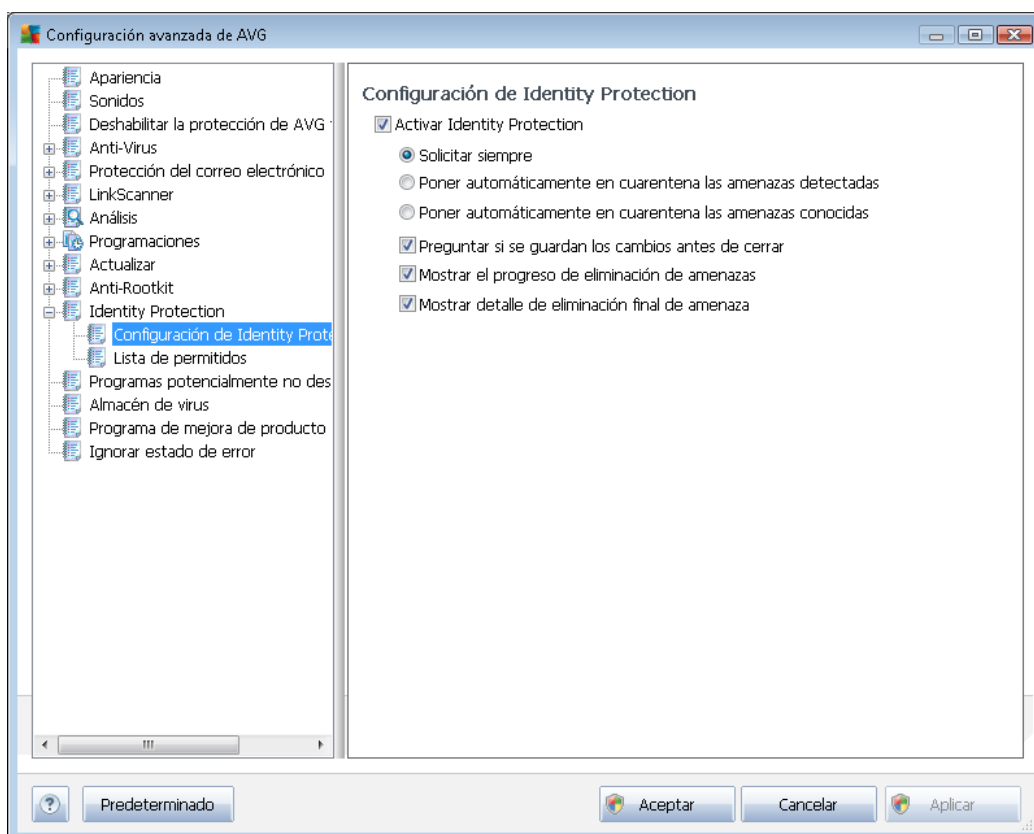 Configuración avanzada de AVG
Apariencia
Sonidos
Deshabilitar la protección de AVG
Anti-Virus
Protección del correo electrónico
LinkScanner
Análisis
Programaciones
Actualizar
Anti-Rootkit
Identity Protection
Configuración de Identity Prote
Lista de permitidos
Programas potencialmente no des
Almacén de virus
Programa de mejora de producto
Ignorar estado de error
Configuración de Identity Protection
Activar Identity Protection
Solicitar siempre
Poner automáticamente en cuarentena las amenazas detectadas
Poner automáticamente en cuarentena las amenazas conocidas
Preguntar si se guardan los cambios antes de cerrar
Mostrar el progreso de eliminación de amenazas
Mostrar detalle de eliminación final de amenaza
? Predeterminado Aceptar Cancelar Aplicar